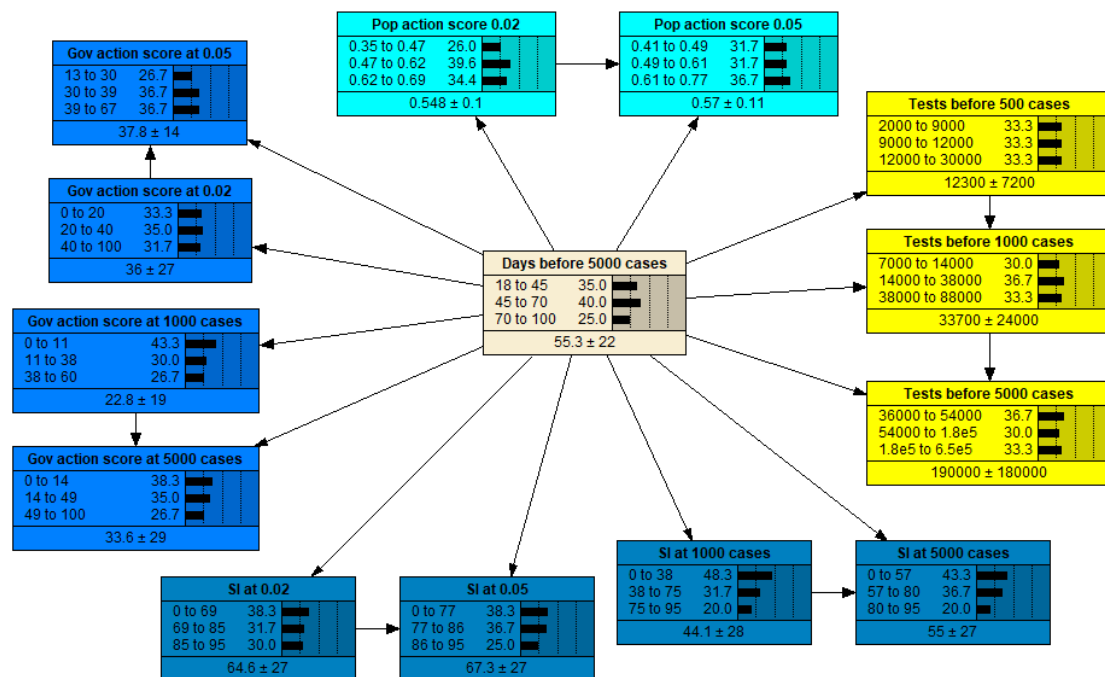 Pop action score 0.02
0.35 to 0.47 26.0
0.47 to 0.62 39.6
0.62 to 0.69 34.4
0.548 ± 0.1
Pop action score 0.05
0.41 to 0.49 31.7
0.49 to 0.61 31.7
0.61 to 0.77 36.7
0.57 ± 0.11
Gov action score at 0.05
13 to 30 26.7
30 to 39 36.7
39 to 67 36.7
37.8 ± 14
Tests before 500 cases
2000 to 9000 33.3
9000 to 12000 33.3
12000 to 30000 33.3
12300 ± 7200
Gov action score at 0.02
0 to 20 33.3
20 to 40 35.0
40 to 100 31.7
36 ± 27
Days before 5000 cases
18 to 45 35.0
45 to 70 40.0
70 to 100 25.0
55.3 ± 22
Tests before 1000 cases
7000 to 14000 30.0
14000 to 38000 36.7
38000 to 88000 33.3
33700 ± 24000
Gov action score at 1000 cases
0 to 11 43.3
11 to 38 30.0
38 to 60 26.7
22.8 ± 19
Tests before 5000 cases
36000 to 54000 36.7
54000 to 1.8e5 30.0
1.8e5 to 6.5e5 33.3
190000 ± 180000
Gov action score at 5000 cases
0 to 14 38.3
14 to 49 35.0
49 to 100 26.7
33.6 ± 29
SI at 0.02
0 to 69 38.3
69 to 85 31.7
85 to 95 30.0
64.6 ± 27
SI at 0.05
0 to 77 38.3
77 to 86 36.7
86 to 95 25.0
67.3 ± 27
SI at 1000 cases
0 to 38 48.3
38 to 75 31.7
75 to 95 20.0
44.1 ± 28
SI at 5000 cases
0 to 57 43.3
57 to 80 36.7
80 to 95 20.0
55 ± 27